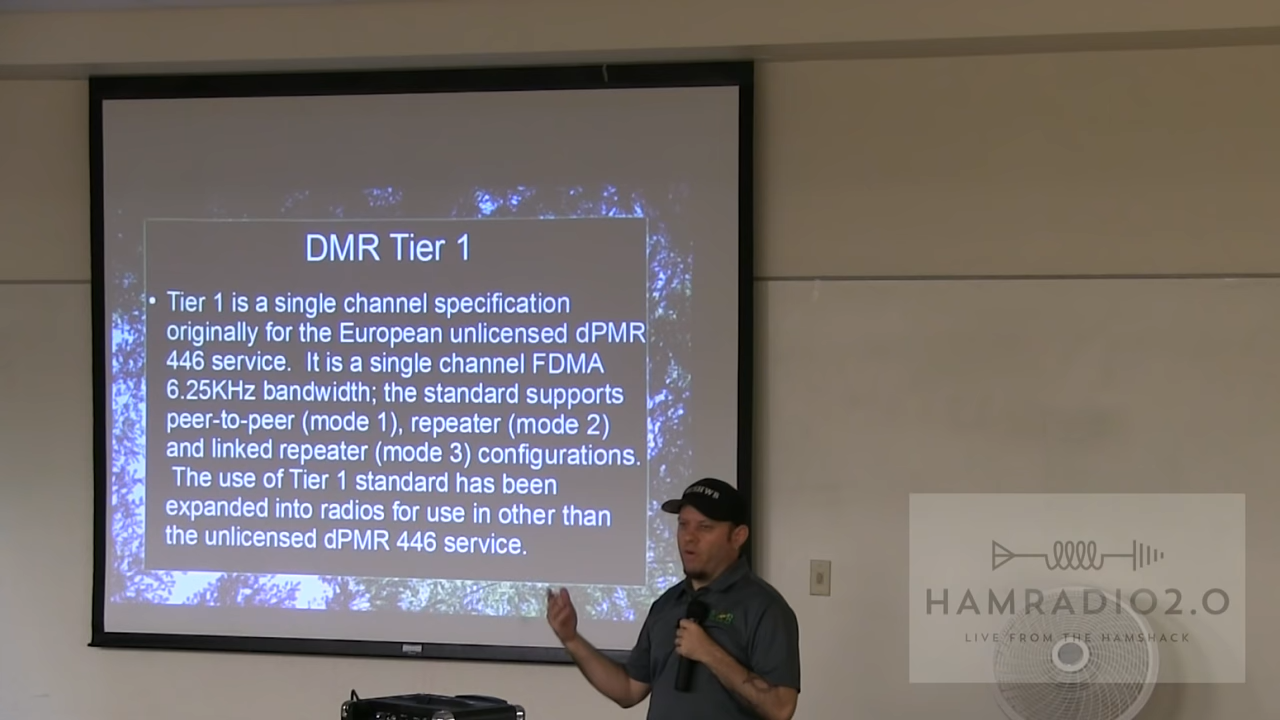 DMR Tier 1
• Tier 1 is a single channel specification
originally for the European unlicensed dPMR
446 service.  It is a single channel FDMA
6.25KHz bandwidth; the standard supports
peer-to-peer (mode 1), repeater (mode 2)
and linked repeater (mode 3) configurations.
The use of Tier 1 standard has been
expanded into radios for use in other than
the unlicensed dPMR 446 service.
HAMRADIO2.0
LIVE FROM THE HAMSHACK